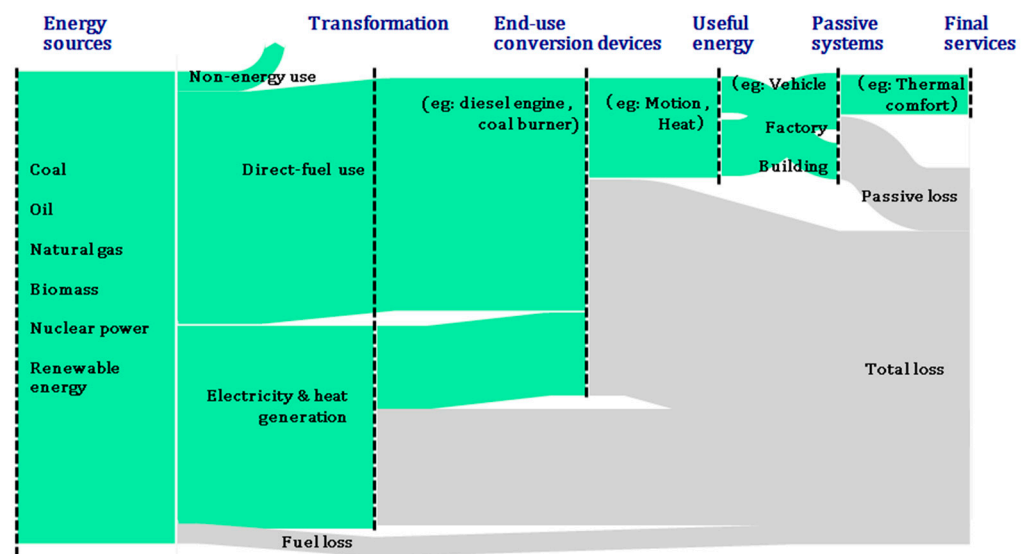 Energy
sources
Transformation
End-use
conversion devices
Useful
energy
Passive
systems
Final
services
Non-energy use
(eg: diesel engine,
coal burner)
(eg: Motion,
Heat)
(eg: Vehicle
Factory
Building)
(eg: Thermal
comfort)
Coal
Oil
Natural gas
Biomass
Nuclear power
Renewable
energy
Direct-fuel use
Electricity & heat
generation
Fuel loss
Passive loss
Total loss